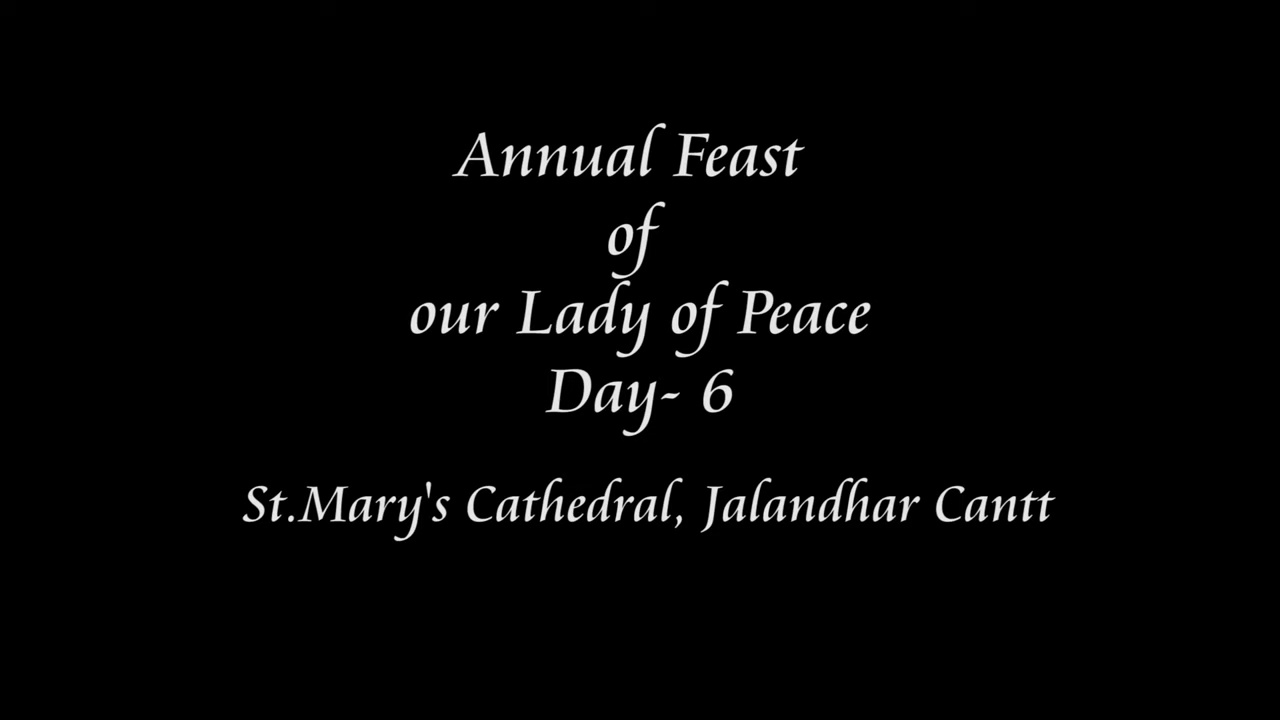 Annual Feast
of
our Lady of Peace
Day- 6
St.Mary's Cathedral, Jalandhar Cantt